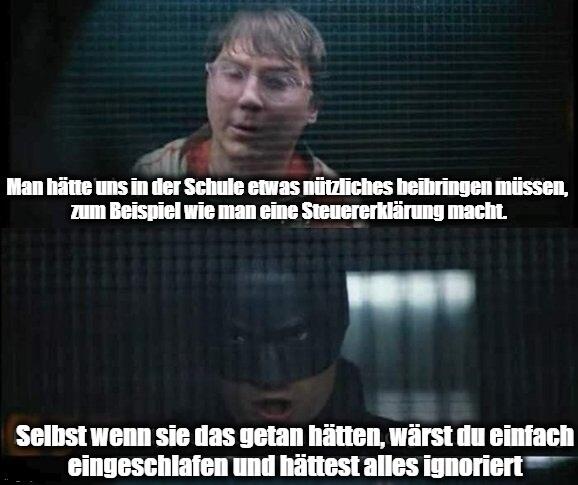 Man hätte uns in der Schule etwas nützliches beibringen müssen,
zum Beispiel wie man eine Steuererklärung macht.
Selbst wenn sie das getan hätten, wärst du einfach
eingeschlafen und hättest alles ignoriert